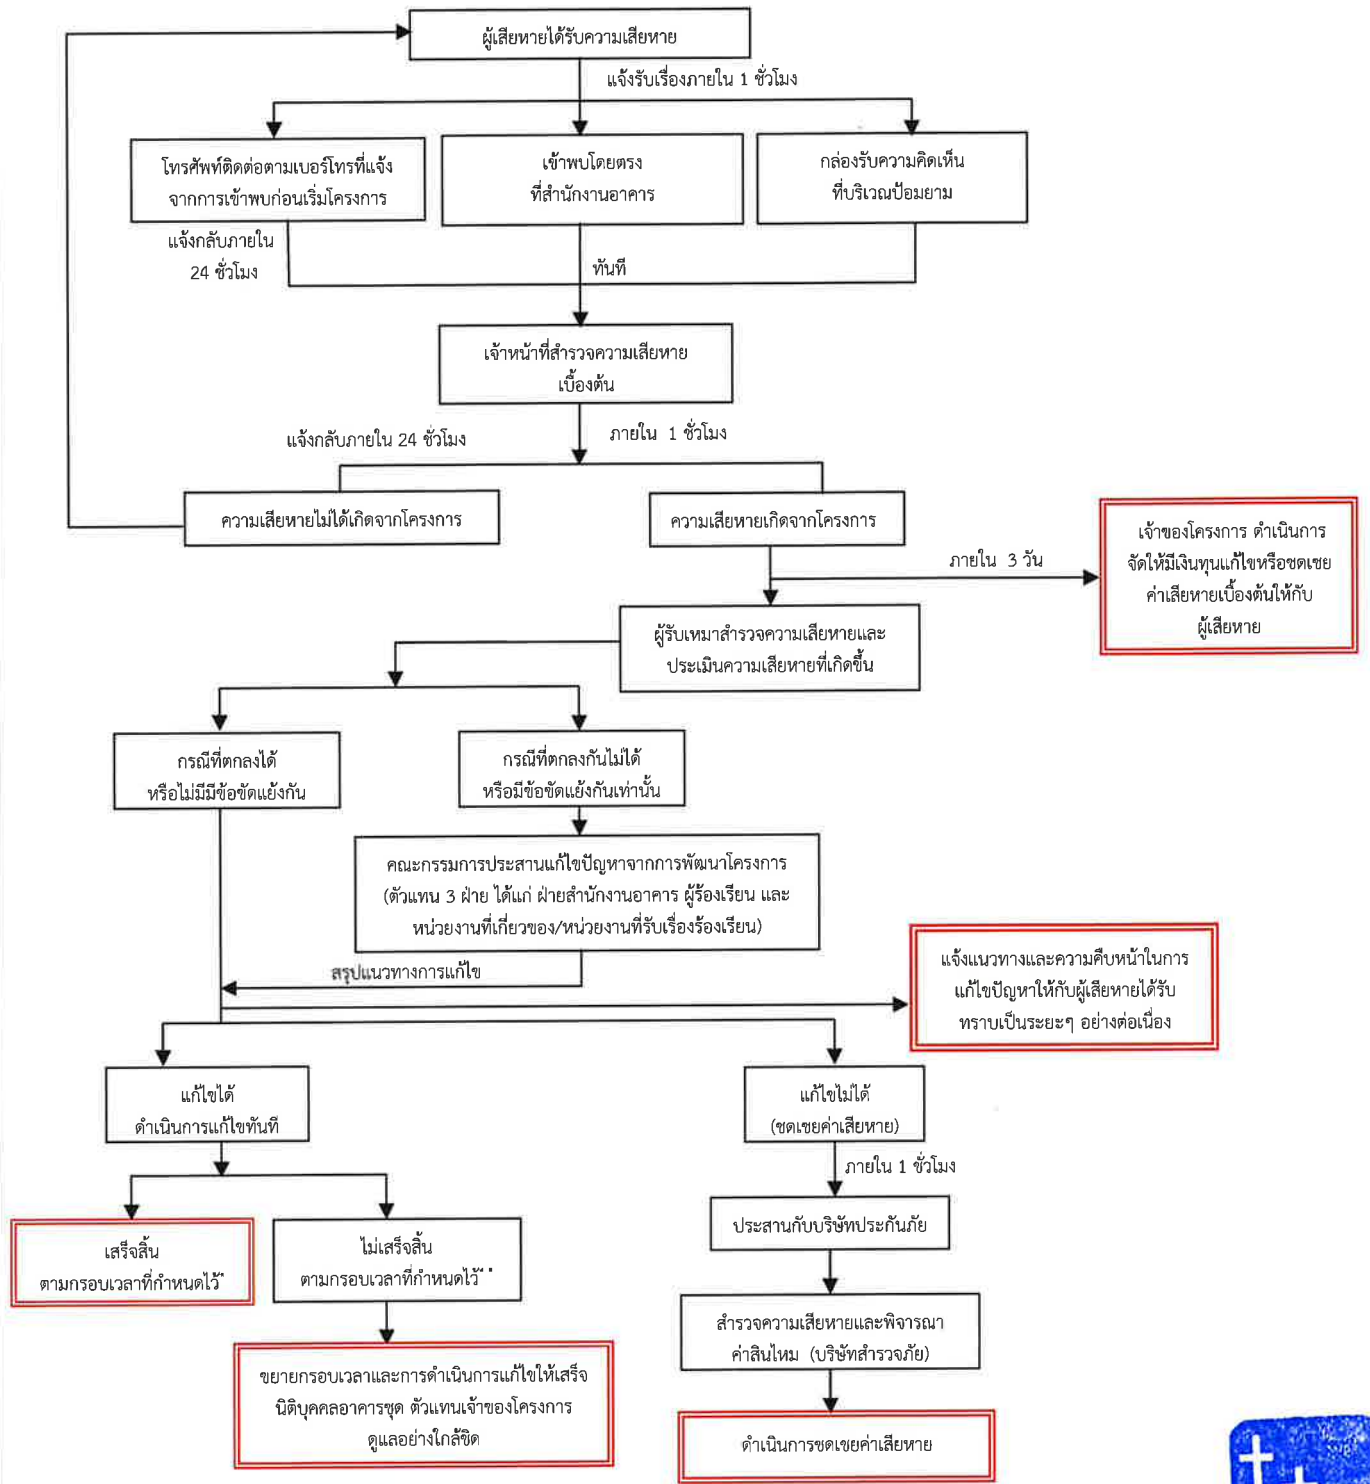 ผู้เสียหายได้รับความเสียหาย
แจ้งรับเรื่องภายใน 1 ชั่วโมง
โทรศัพท์ติดต่อตามเบอร์โทรที่แจ้ง
จากการเข้าพบก่อนเริ่มโครงการ
เข้าพบโดยตรง
ที่สำนักงานอาคาร
กล่องรับความคิดเห็น
ที่บริเวณป้อมยาม
แจ้งกลับภายใน
24 ชั่วโมง
ทันที
เจ้าหน้าที่สำรวจความเสียหาย
เบื้องต้น
แจ้งกลับภายใน 24 ชั่วโมง
ภายใน 1 ชั่วโมง
ความเสียหายไม่ได้เกิดจากโครงการ
ความเสียหายเกิดจากโครงการ
ภายใน 3 วัน
เจ้าของโครงการ ดำเนินการ
จัดให้มีเงินทุนแก้ไขหรือชดเชย
ค่าเสียหายเบื้องต้นให้กับ
ผู้เสียหาย
ผู้รับเหมาสำรวจความเสียหายและ
ประเมินความเสียหายที่เกิดขึ้น
กรณีที่ตกลงได้
หรือไม่มีมีข้อขัดแย้งกัน
กรณีที่ตกลงกันไม่ได้
หรือมีข้อขัดแย้งกันเท่านั้น
คณะกรรมการประสานแก้ไขปัญหาจากการพัฒนาโครงการ
(ตัวแทน 3 ฝ่าย ได้แก่ ฝ่ายสำนักงานอาคาร ผู้ร้องเรียน และ
หน่วยงานที่เกี่ยวของ/หน่วยงานที่รับเรื่องร้องเรียน)
สรุปแนวทางการแก้ไข
แจ้งแนวทางและความคืบหน้าในการ
แก้ไขปัญหาให้กับผู้เสียหายได้รับ
ทราบเป็นระยะๆ อย่างต่อเนื่อง
แก้ไขได้
ดำเนินการแก้ไขทันที
แก้ไขไม่ได้
(ชดเชยค่าเสียหาย)
ภายใน 1 ชั่วโมง
เสร็จสิ้น
ตามกรอบเวลาที่กำหนดไว้*
ไม่เสร็จสิ้น
ตามกรอบเวลาที่กำหนดไว้**
ประสานกับบริษัทประกันภัย
สำรวจความเสียหายและพิจารณา
ค่าสินไหม (บริษัทสำรวจภัย)
ขยายกรอบเวลาและการดำเนินการแก้ไขให้เสร็จ
นิติบุคคลอาคารชุด ตัวแทนเจ้าของโครงการ
ดูแลอย่างใกล้ชิด
ดำเนินการชดเชยค่าเสียหาย